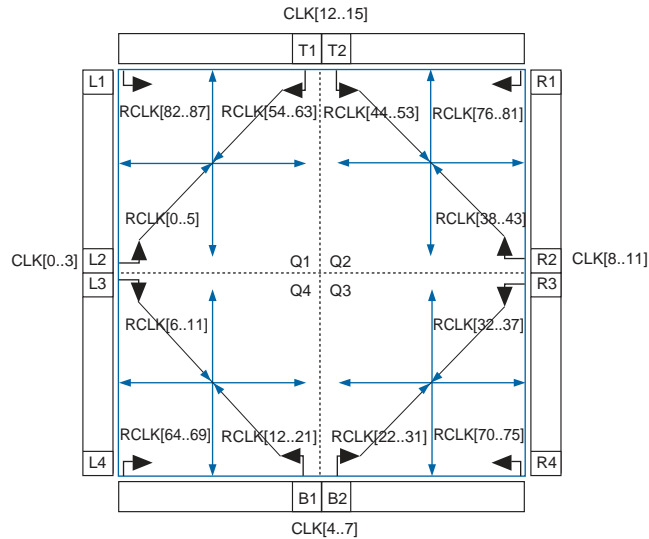 CLK[12..15]
T1 T2
L1 R1
RCLK[82..87] RCLK[54..63] RCLK[44..53] RCLK[76..81]
RCLK[0..5] RCLK[38..43]
CLK[0..3] L2 Q1 Q2 R2 CLK[8..11]
L3 Q4 Q3 R3
RCLK[6..11] RCLK[32..37]
RCLK[64..69] RCLK[12..21] RCLK[22..31] RCLK[70..75]
L4 R4
B1 B2
CLK[4..7]